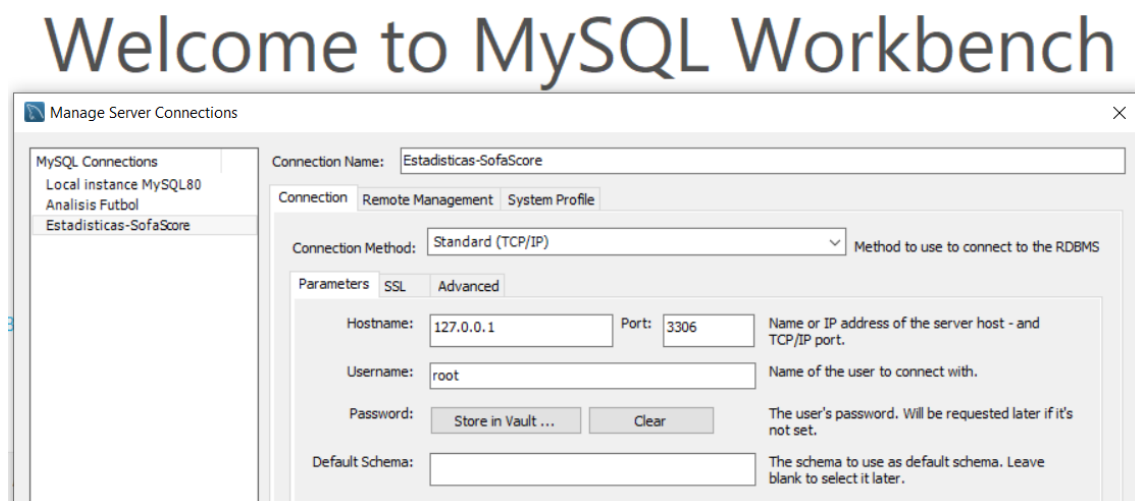 Welcome to MySQL Workbench
Manage Server Connections
MySQL Connections
Local instance MySQL80
Analisis Futbol
Estadisticas-SofaScore
Connection Name: Estadisticas-SofaScore
Connection Remote Management System Profile
Connection Method: Standard (TCP/IP) Method to use to connect to the RDBMS
Parameters SSL Advanced
Hostname: 127.0.0.1 Port: 3306 Name or IP address of the server host - and
TCP/IP port.
Username: root Name of the user to connect with.
Password: Store in Vault ... Clear The user's password. Will be requested later if it's
not set.
Default Schema: The schema to use as default schema. Leave
blank to select it later.